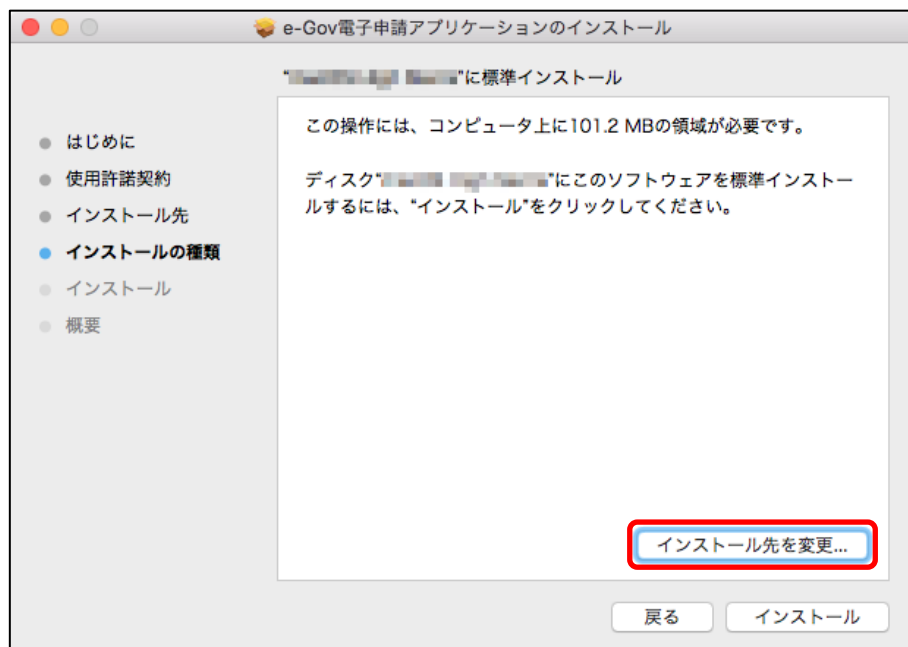 e-Gov電子申請アプリケーションのインストール
“ ”に標準インストール
はじめに
使用許諾契約
インストール先
インストールの種類
インストール
概要
この操作には、コンピュータ上に101.2 MBの領域が必要です。
ディスク“ ”にこのソフトウェアを標準インストー
ルするには、“インストール”をクリックしてください。
インストール先を変更...
戻る
インストール